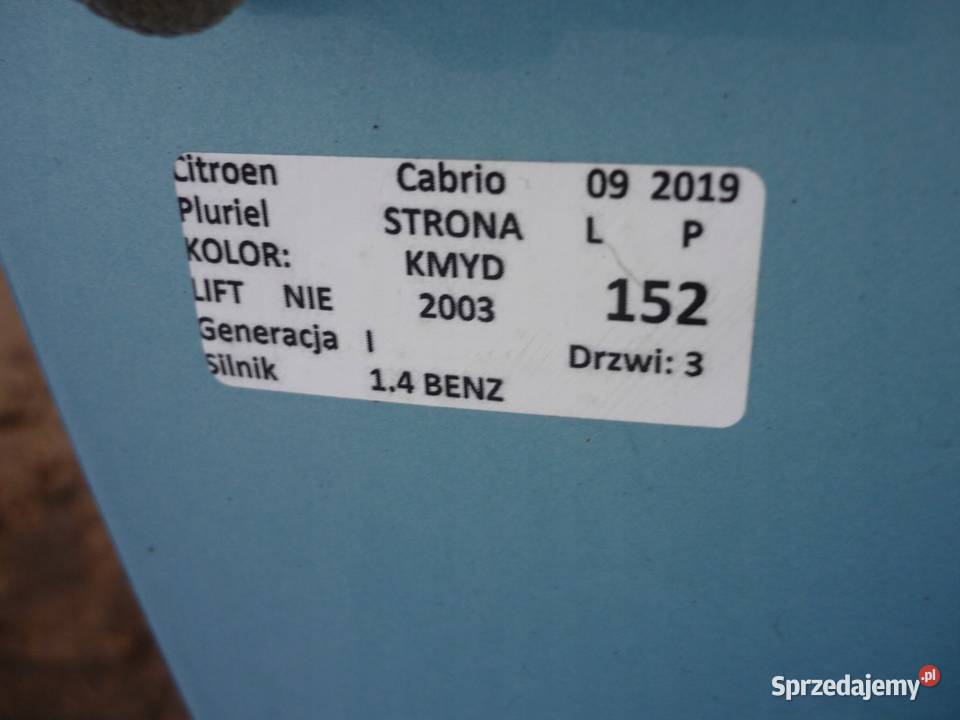 Citroen Cabrio 09 2019
Pluriel STRONA L P
KOLOR: KMYD
LIFT NIE 2003 152
Generacja I Drzwi: 3
Silnik 1.4 BENZ
Sprzedajemy.pl